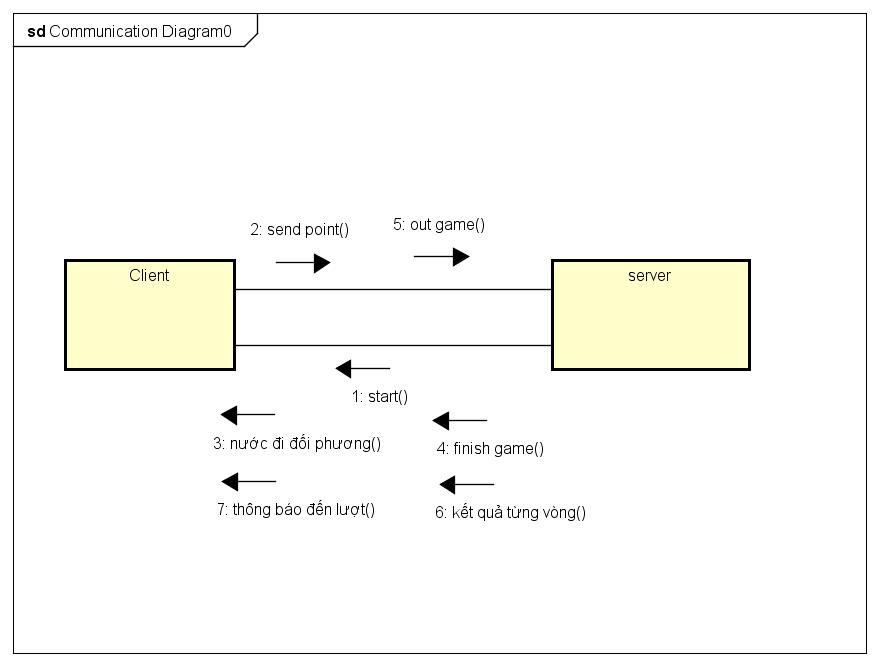 sd Communication Diagram0
2: send point()
5: out game()
Client
server
1: start()
3: nước đi đối phương()
4: finish game()
7: thông báo đến lượt()
6: kết quả từng vòng()